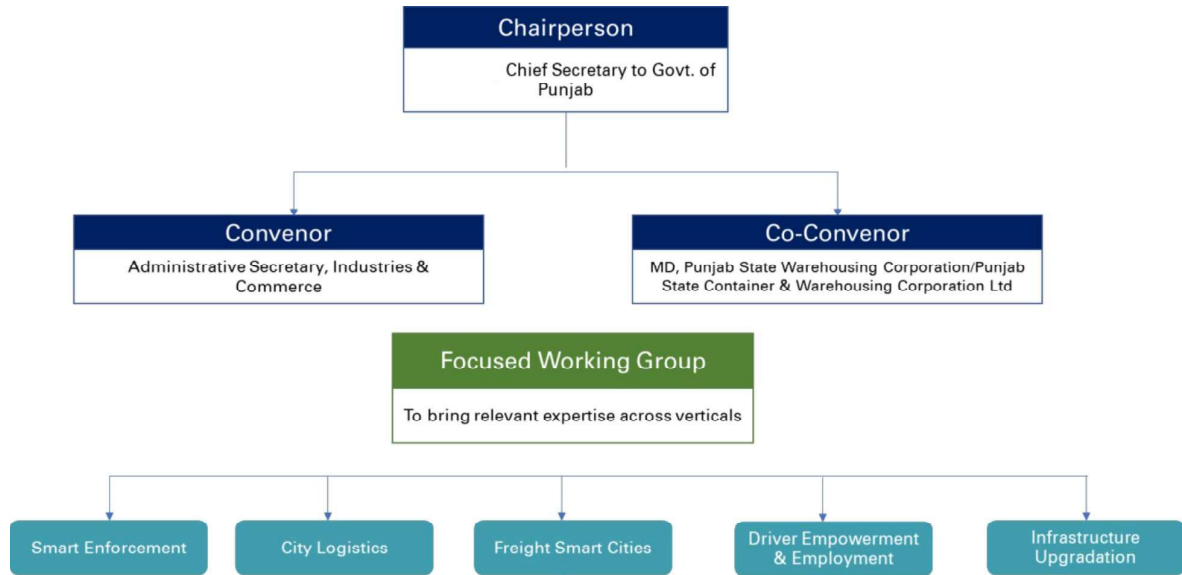 Chairperson
Chief Secretary to Govt. of
Punjab
Convenor
Administrative Secretary, Industries &
Commerce
Co-Convenor
MD, Punjab State Warehousing Corporation/Punjab
State Container & Warehousing Corporation Ltd
Focused Working Group
To bring relevant expertise across verticals
Smart Enforcement
City Logistics
Freight Smart Cities
Driver Empowerment
& Employment
Infrastructure
Upgradation